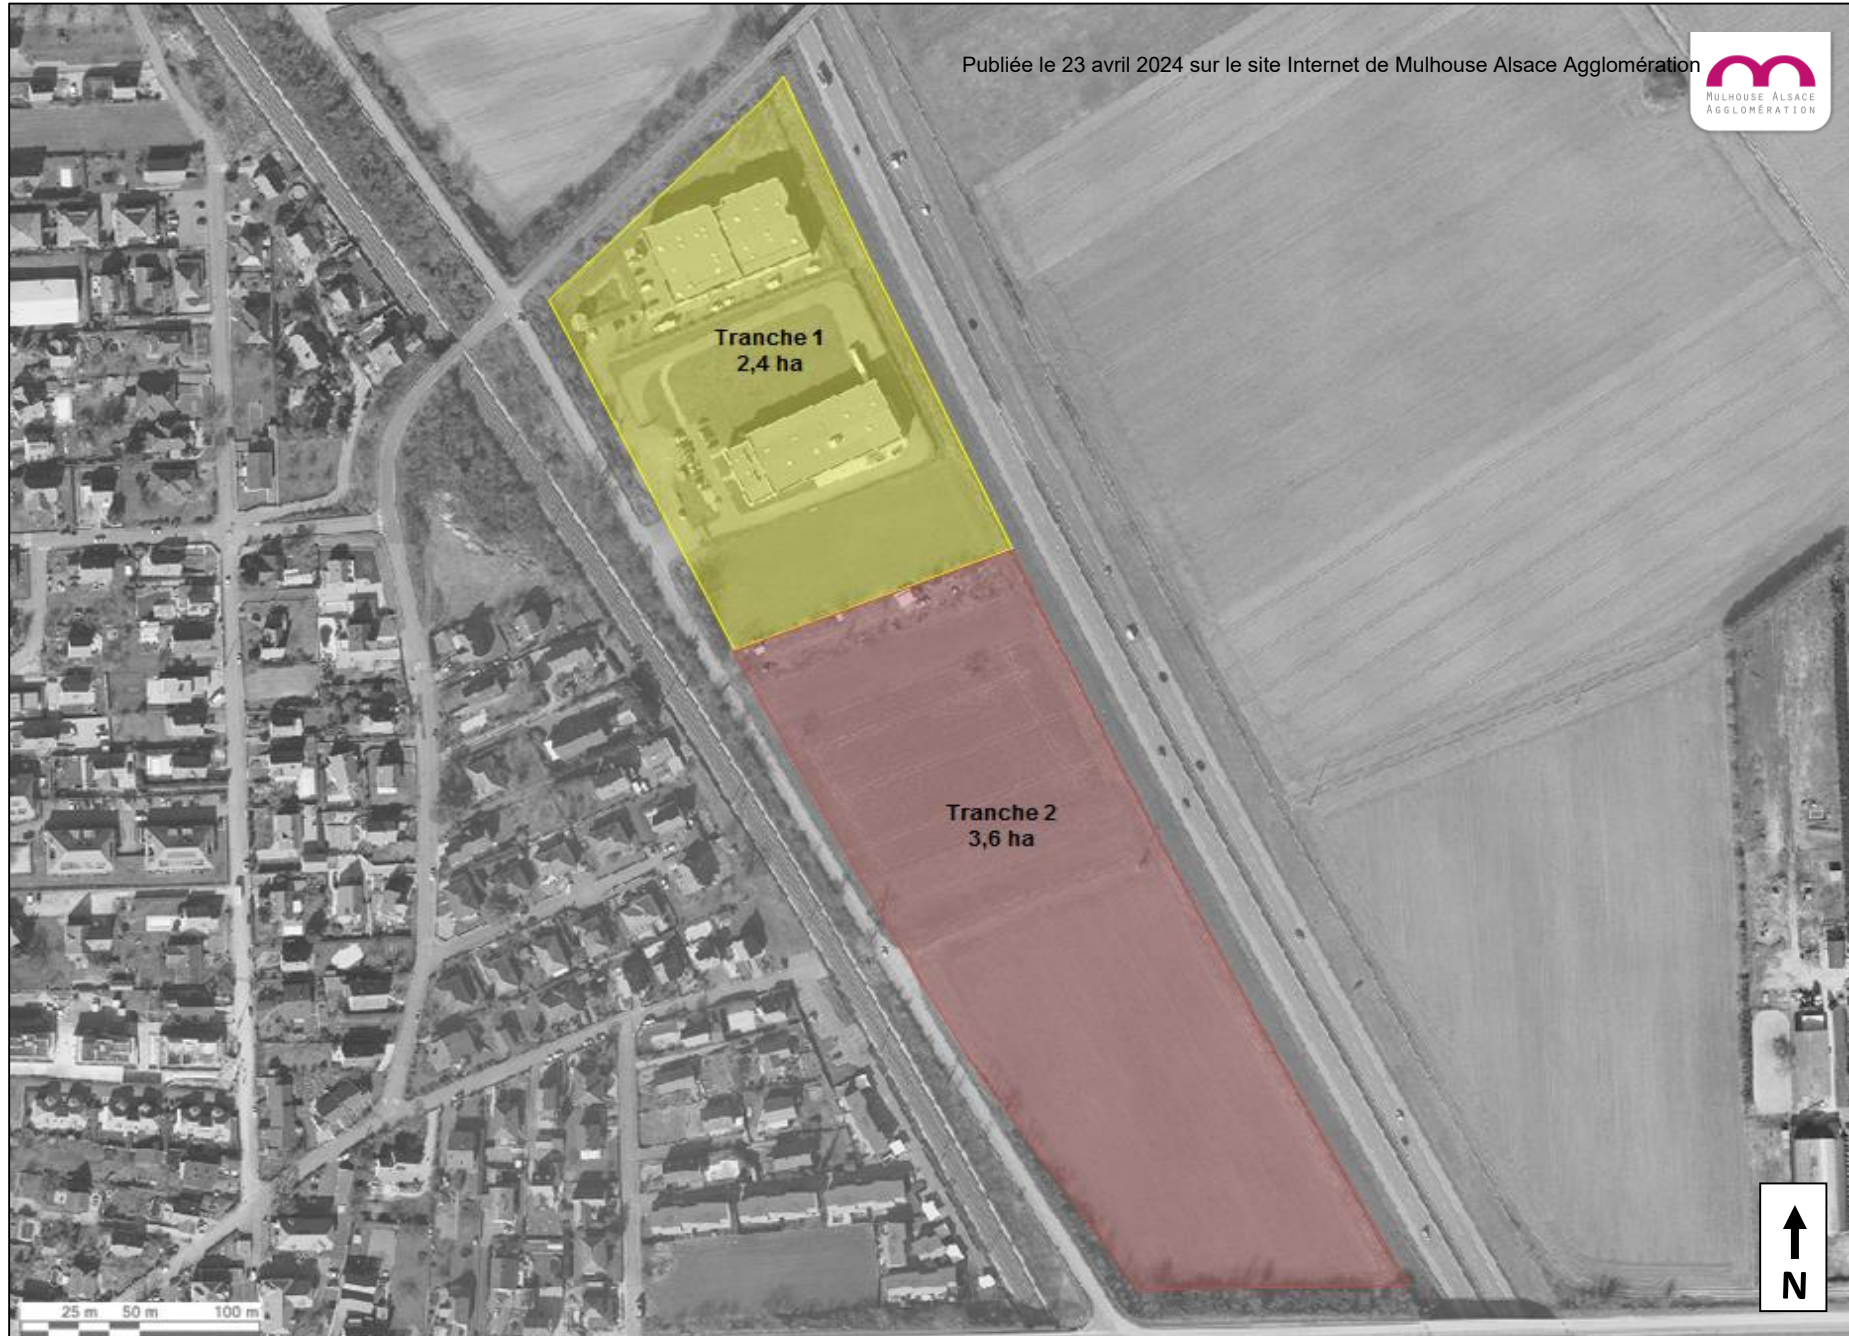 Publiée le 23 avril 2024 sur le site Internet de Mulhouse Alsace Agglomération
MULHOUSE ALSACE
AGGLOMÉRATION
Tranche 1
2,4 ha
Tranche 2
3,6 ha
N
25 m 50 m 100 m